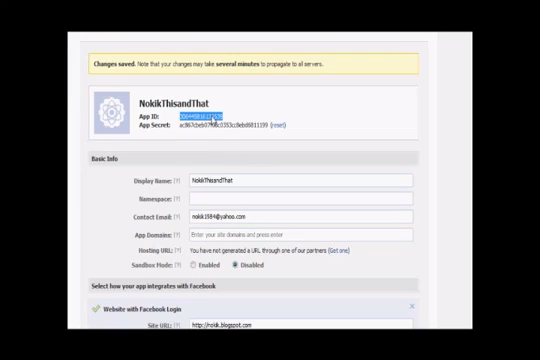 Changes saved. Note that your changes may take several minutes to propagate to all servers.
NokikThisandThat
App ID:
App Secret: (reset)
Basic Info
Display Name: [?] NokikThisandThat
Namespace: [?]
Contact Email: [?] nokik1984@yahoo.com
App Domains: [?] Enter your site domains and press enter
Hosting URL: [?] You have not generated a URL through one of our partners (Get one)
Sandbox Mode: [?] Enabled Disabled
Select how your app integrates with Facebook
Website with Facebook Login
Site URL: [?] http://nokik.blogspot.com